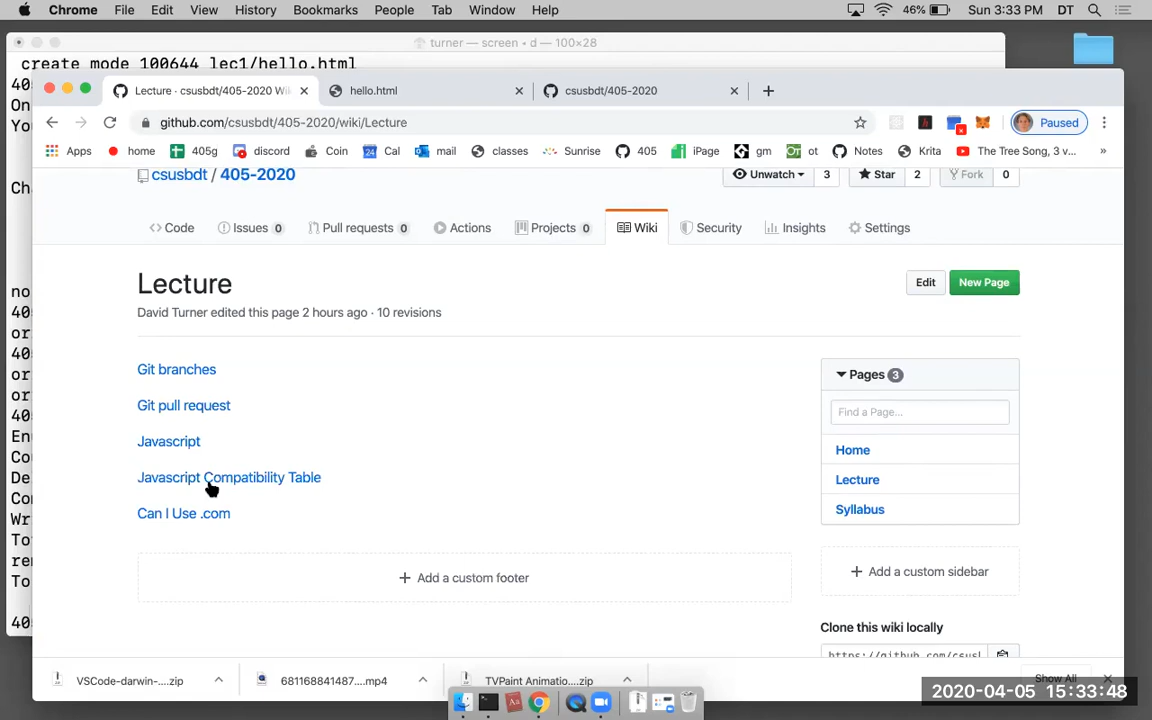 Chrome File Edit View History Bookmarks People Tab Window Help 46% Sun 3:33 PM DT
turner — screen • d — 100×28
create mode 100644 lec1/hello.html
Lecture · csusbdt/405-2020 Wi
hello.html
csusbdt/405-2020
github.com/csusbdt/405-2020/wiki/Lecture
Paused
Apps home 405g discord Coin Cal mail classes Sunrise 405 iPage gm ot Notes Krita The Tree Song, 3 v... »
csusbdt / 405-2020
Unwatch 3 Star 2 Fork 0
Code Issues 0 Pull requests 0 Actions Projects 0 Wiki Security Insights Settings
Lecture
Edit New Page
David Turner edited this page 2 hours ago · 10 revisions
Git branches
Git pull request
Javascript
Javascript Compatibility Table
Can I Use .com
+ Add a custom footer
Pages 3
Find a Page...
Home
Lecture
Syllabus
+ Add a custom sidebar
Clone this wiki locally
https://github.com/csusl
VSCode-darwin-....zip
681168841487....mp4
TVPaint Animatio....zip
Show All
2020-04-05 15:33:48